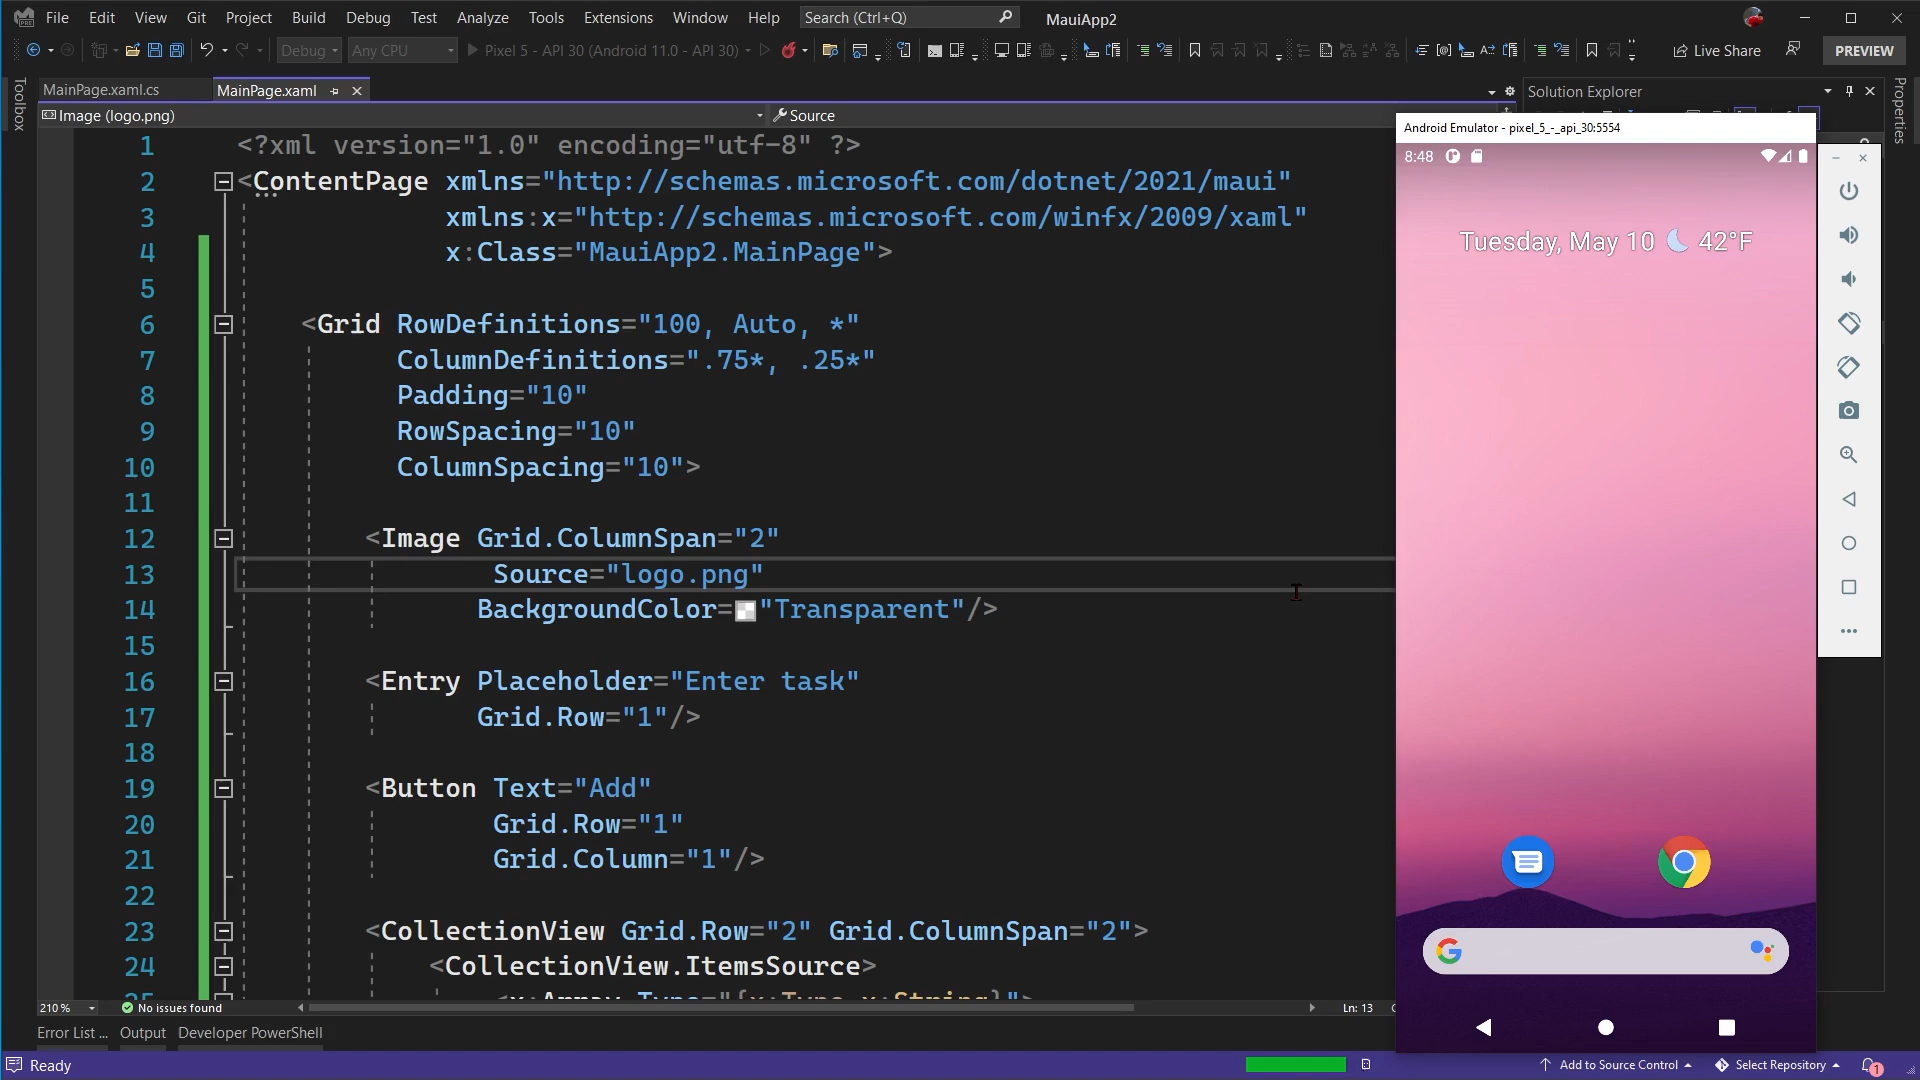 File Edit View Git Project Build Debug Test Analyze Tools Extensions Window Help Search (Ctrl+Q) MauiApp2
Debug Any CPU Pixel 5 - API 30 (Android 11.0 - API 30) Live Share PREVIEW
Toolbox
MainPage.xaml.cs MainPage.xaml
Solution Explorer
Properties
Image (logo.png) Source
1 <?xml version="1.0" encoding="utf-8" ?>
2 <ContentPage xmlns="http://schemas.microsoft.com/dotnet/2021/maui"
3 xmlns:x="http://schemas.microsoft.com/winfx/2009/xaml"
4 x:Class="MauiApp2.MainPage">
5
6 <Grid RowDefinitions="100, Auto, *"
7 ColumnDefinitions=".75*, .25*"
8 Padding="10"
9 RowSpacing="10"
10 ColumnSpacing="10">
11
12 <Image Grid.ColumnSpan="2"
13 Source="logo.png"
14 BackgroundColor="Transparent"/>
15
16 <Entry Placeholder="Enter task"
17 Grid.Row="1"/>
18
19 <Button Text="Add"
20 Grid.Row="1"
21 Grid.Column="1"/>
22
23 <CollectionView Grid.Row="2" Grid.ColumnSpan="2">
24 <CollectionView.ItemsSource>
25 <x:Array Type="{x:Type x:String}">
Android Emulator - pixel_5_-_api_30:5554
8:48
Tuesday, May 10 42°F
210 % No issues found Ln: 13
Error List ... Output Developer PowerShell
Ready Add to Source Control Select Repository 1